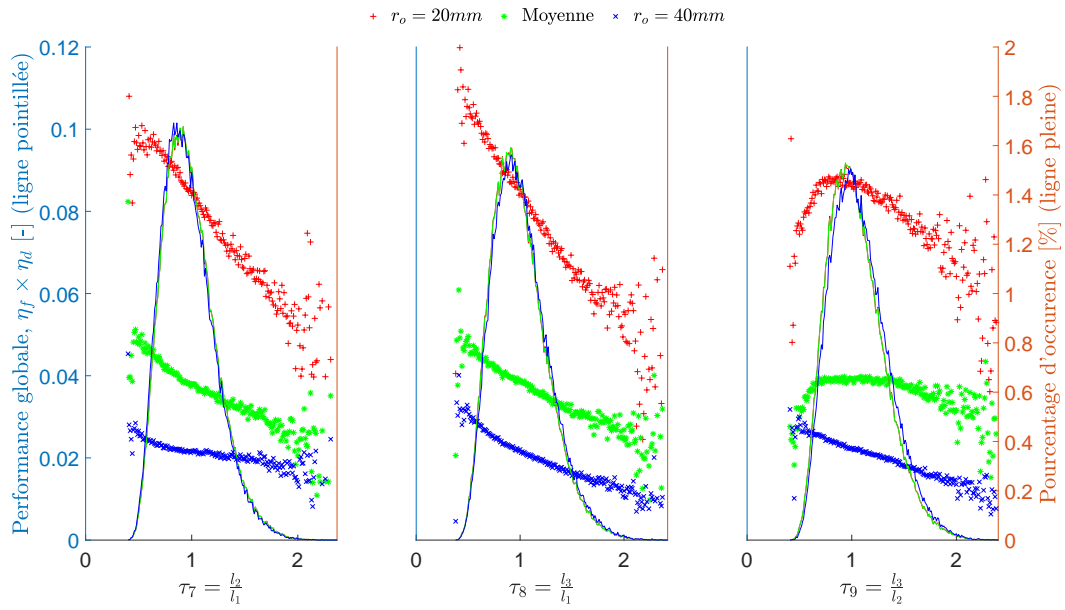 r_o = 20mm Moyenne r_o = 40mm
Performance globale, η_f × η_d [-] (ligne pointillée)
0.12
0.1
0.08
0.06
0.04
0.02
0
0 1 2
τ_7 = l_2/l_1
0 1 2
τ_8 = l_3/l_1
0 1 2
τ_9 = l_3/l_2
2
1.8
1.6
1.4
1.2
1
0.8
0.6
0.4
0.2
0
Pourcentage d'occurence [%] (ligne pleine)